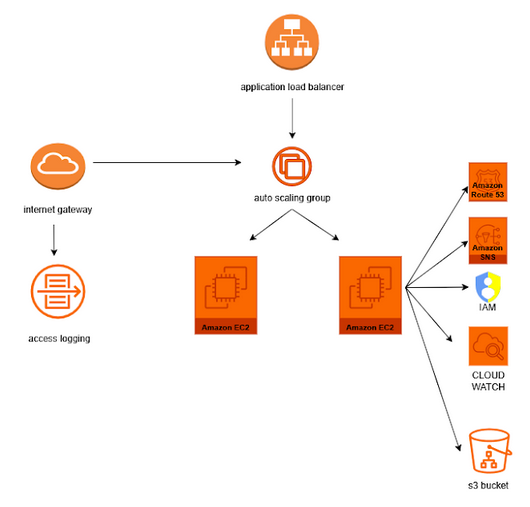 application load balancer
internet gateway
auto scaling group
access logging
Amazon EC2
Amazon EC2
Amazon
Route 53
Amazon
SNS
IAM
CLOUD
WATCH
s3 bucket